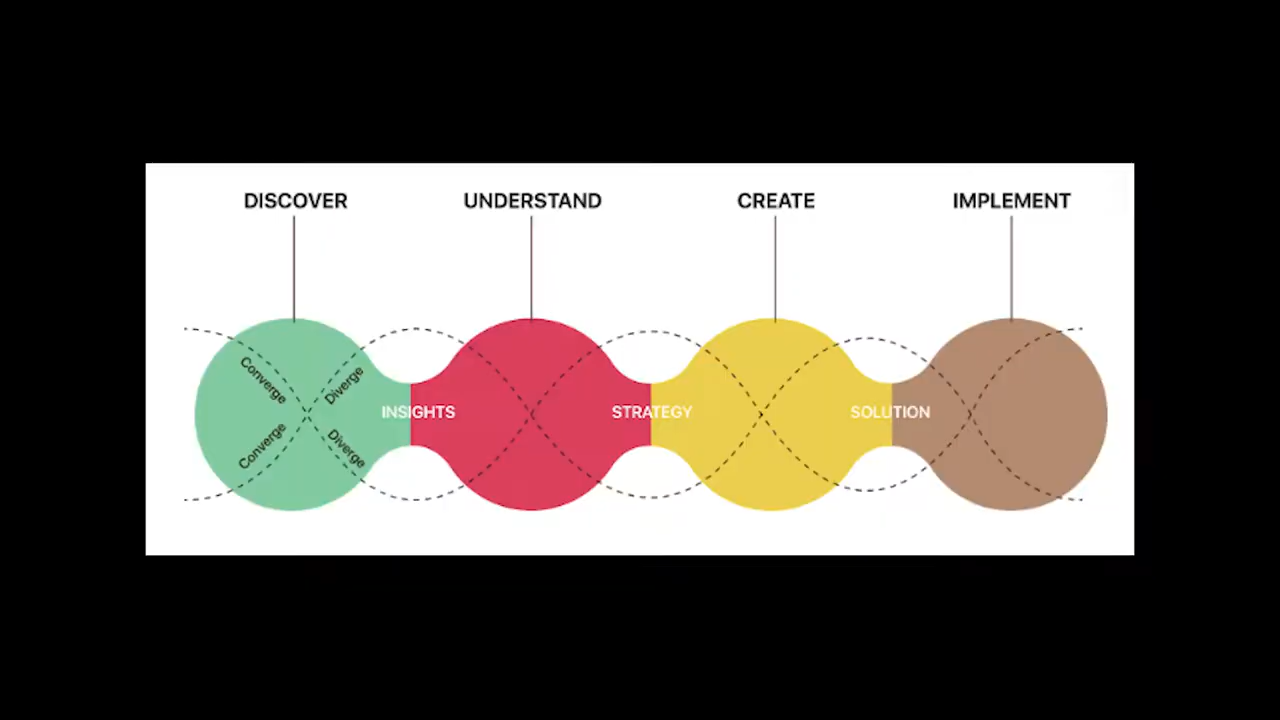 DISCOVER
UNDERSTAND
CREATE
IMPLEMENT
Converge
Diverge
INSIGHTS
STRATEGY
SOLUTION
Converge
Diverge